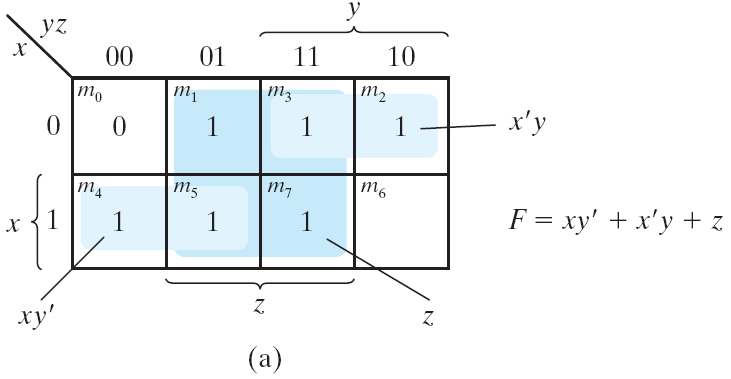 y
yz
x
00 01 11 10
m0 m1 m3 m2
0 0 1 1 1 x′y
m4 m5 m7 m6
x 1 1 1 1 F = xy′ + x′y + z
xy′ z z
(a)